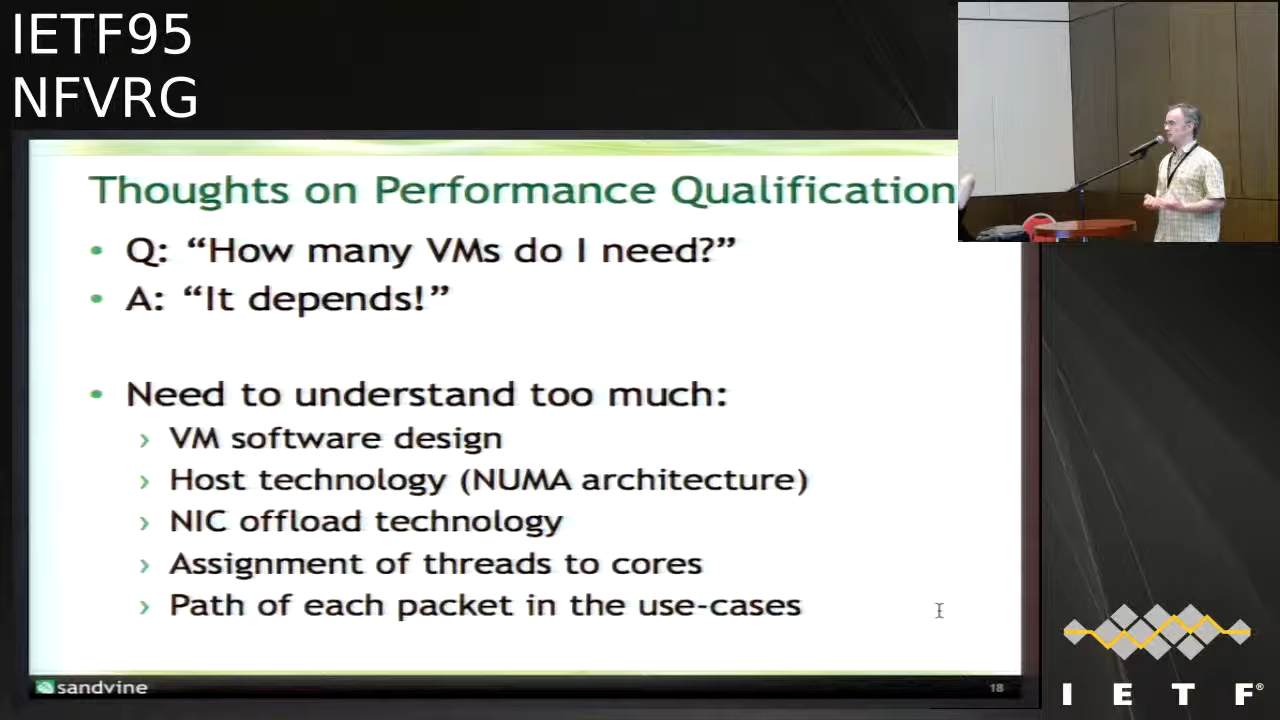 IETF95
NFVRG
Thoughts on Performance Qualification
• Q: “How many VMs do I need?”
• A: “It depends!”
• Need to understand too much:
› VM software design
› Host technology (NUMA architecture)
› NIC offload technology
› Assignment of threads to cores
› Path of each packet in the use-cases
sandvine
18
I E T F®